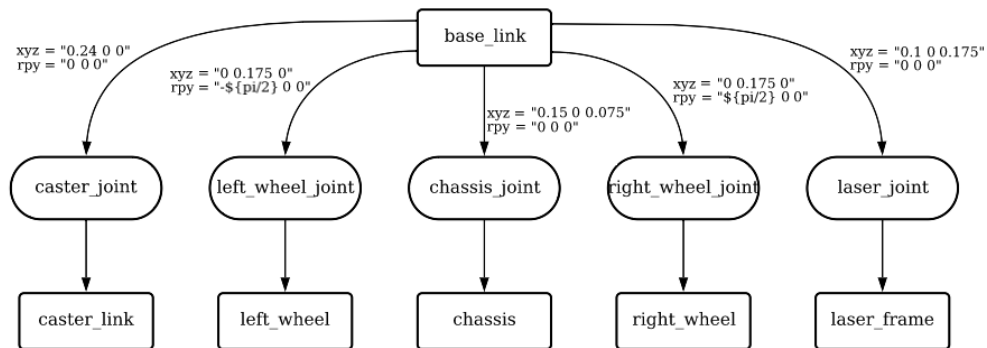 base_link
xyz = "0.24 0 0"
rpy = "0 0 0"
xyz = "0 0.175 0"
rpy = "-${pi/2} 0 0"
xyz = "0.15 0 0.075"
rpy = "0 0 0"
xyz = "0 0.175 0"
rpy = "${pi/2} 0 0"
xyz = "0.1 0 0.175"
rpy = "0 0 0"
caster_joint
left_wheel_joint
chassis_joint
right_wheel_joint
laser_joint
caster_link
left_wheel
chassis
right_wheel
laser_frame